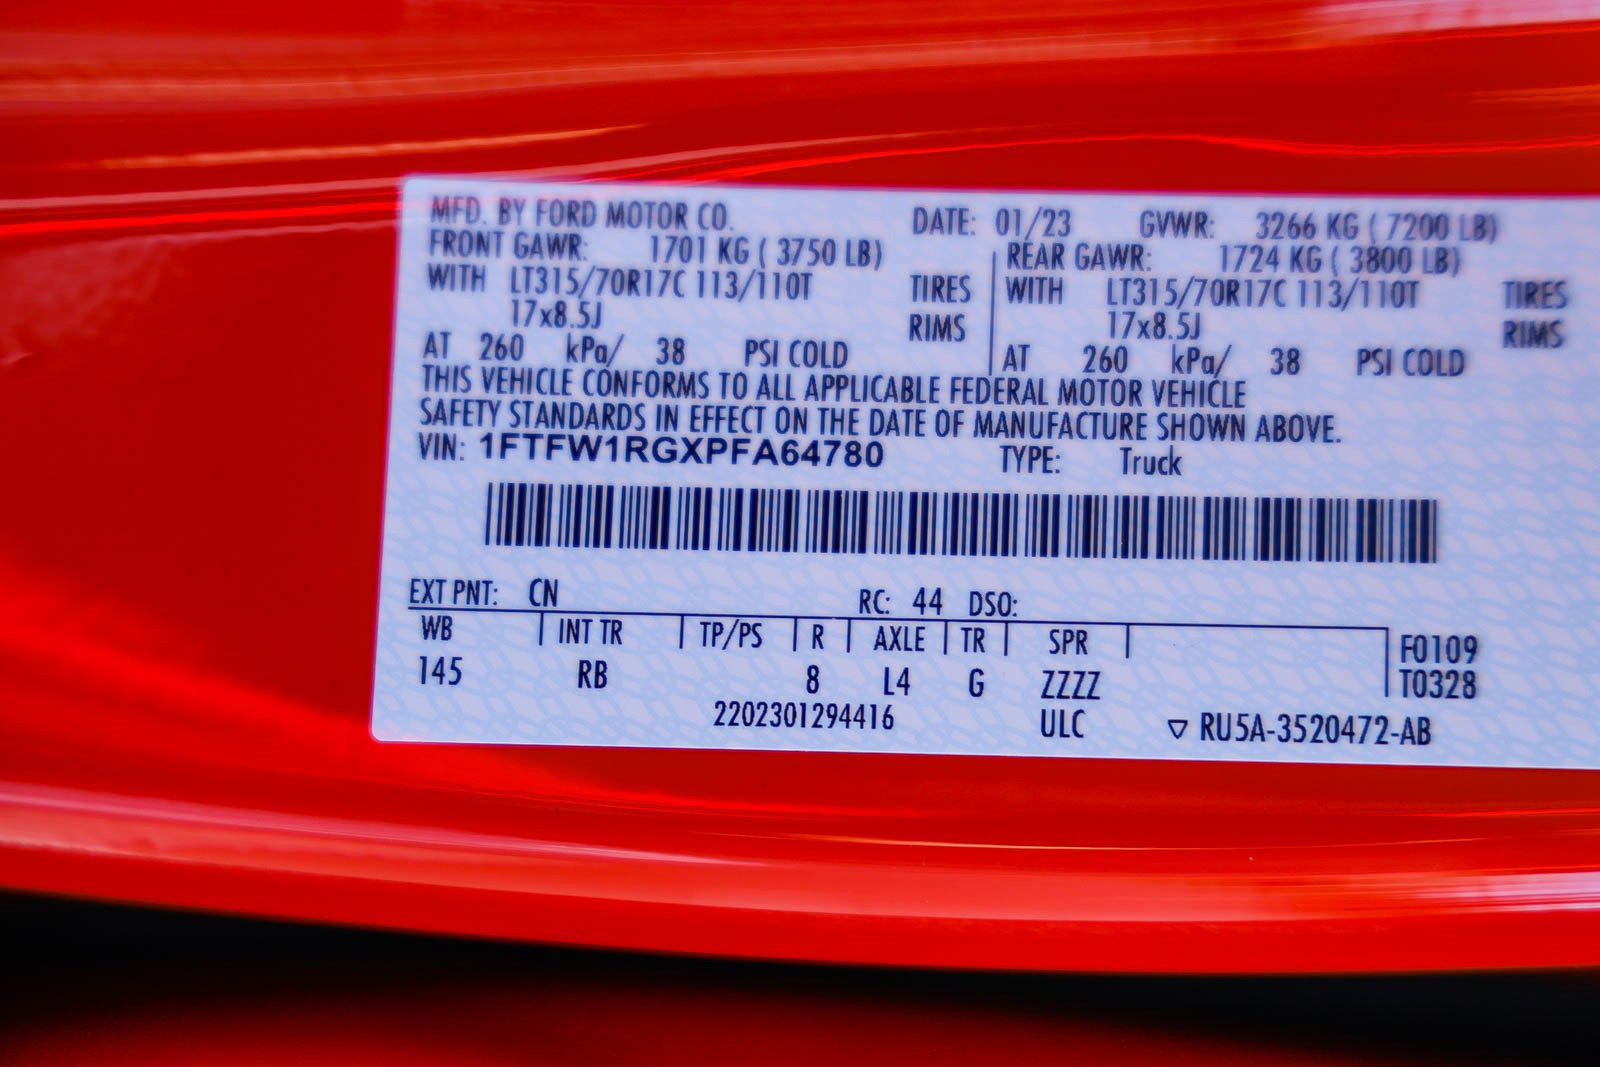 MFD. BY FORD MOTOR CO. DATE: 01/23 GVWR: 3266 KG ( 7200 LB)
FRONT GAWR: 1701 KG ( 3750 LB) REAR GAWR: 1724 KG ( 3800 LB)
WITH LT315/70R17C 113/110T TIRES WITH LT315/70R17C 113/110T TIRES
17x8.5J RIMS 17x8.5J RIMS
AT 260 kPa/ 38 PSI COLD AT 260 kPa/ 38 PSI COLD
THIS VEHICLE CONFORMS TO ALL APPLICABLE FEDERAL MOTOR VEHICLE
SAFETY STANDARDS IN EFFECT ON THE DATE OF MANUFACTURE SHOWN ABOVE.
VIN: 1FTFW1RGXPFA64780 TYPE: Truck
EXT PNT: CN RC: 44 DSO:
WB INT TR TP/PS R AXLE TR SPR F0109
145 RB 8 L4 G ZZZZ T0328
2202301294416 ULC ▽ RU5A-3520472-AB